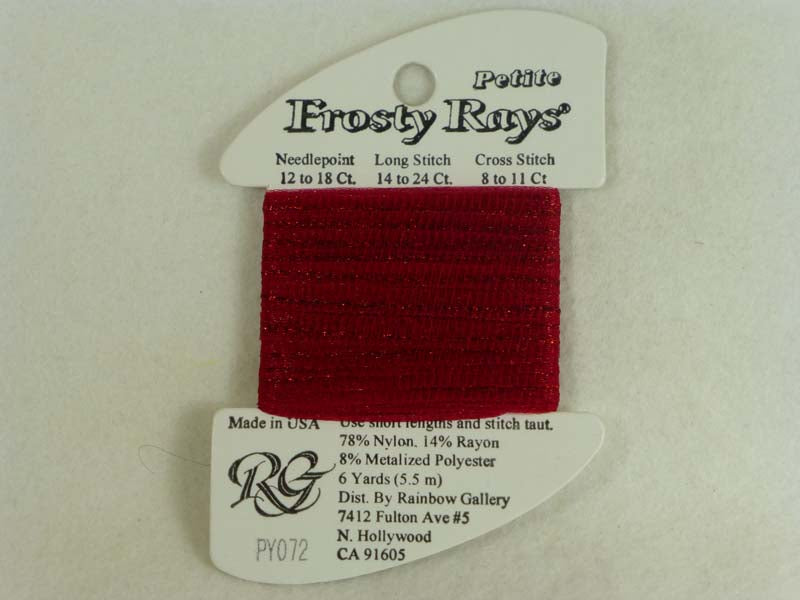 Petite
Frosty Rays®
Needlepoint Long Stitch Cross Stitch
12 to 18 Ct. 14 to 24 Ct. 8 to 11 Ct
Made in USA Use short lengths and stitch taut.
78% Nylon, 14% Rayon
8% Metalized Polyester
RG
6 Yards (5.5 m)
Dist. By Rainbow Gallery
7412 Fulton Ave #5
N. Hollywood
PY072 CA 91605